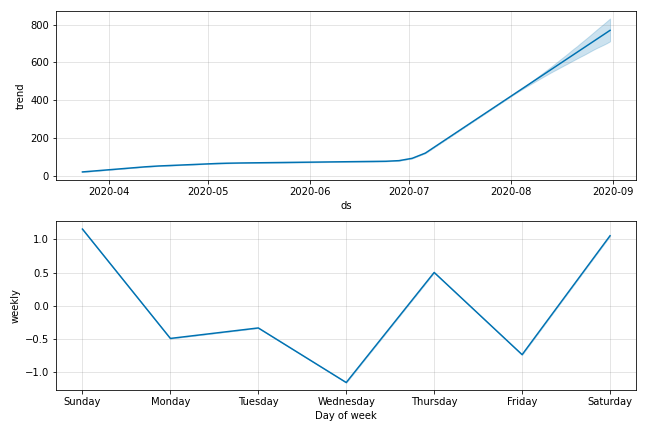 800
600
400
200
0
trend
2020-04 2020-05 2020-06 2020-07 2020-08 2020-09
ds
1.0
0.5
0.0
−0.5
−1.0
weekly
Sunday Monday Tuesday Wednesday Thursday Friday Saturday
Day of week